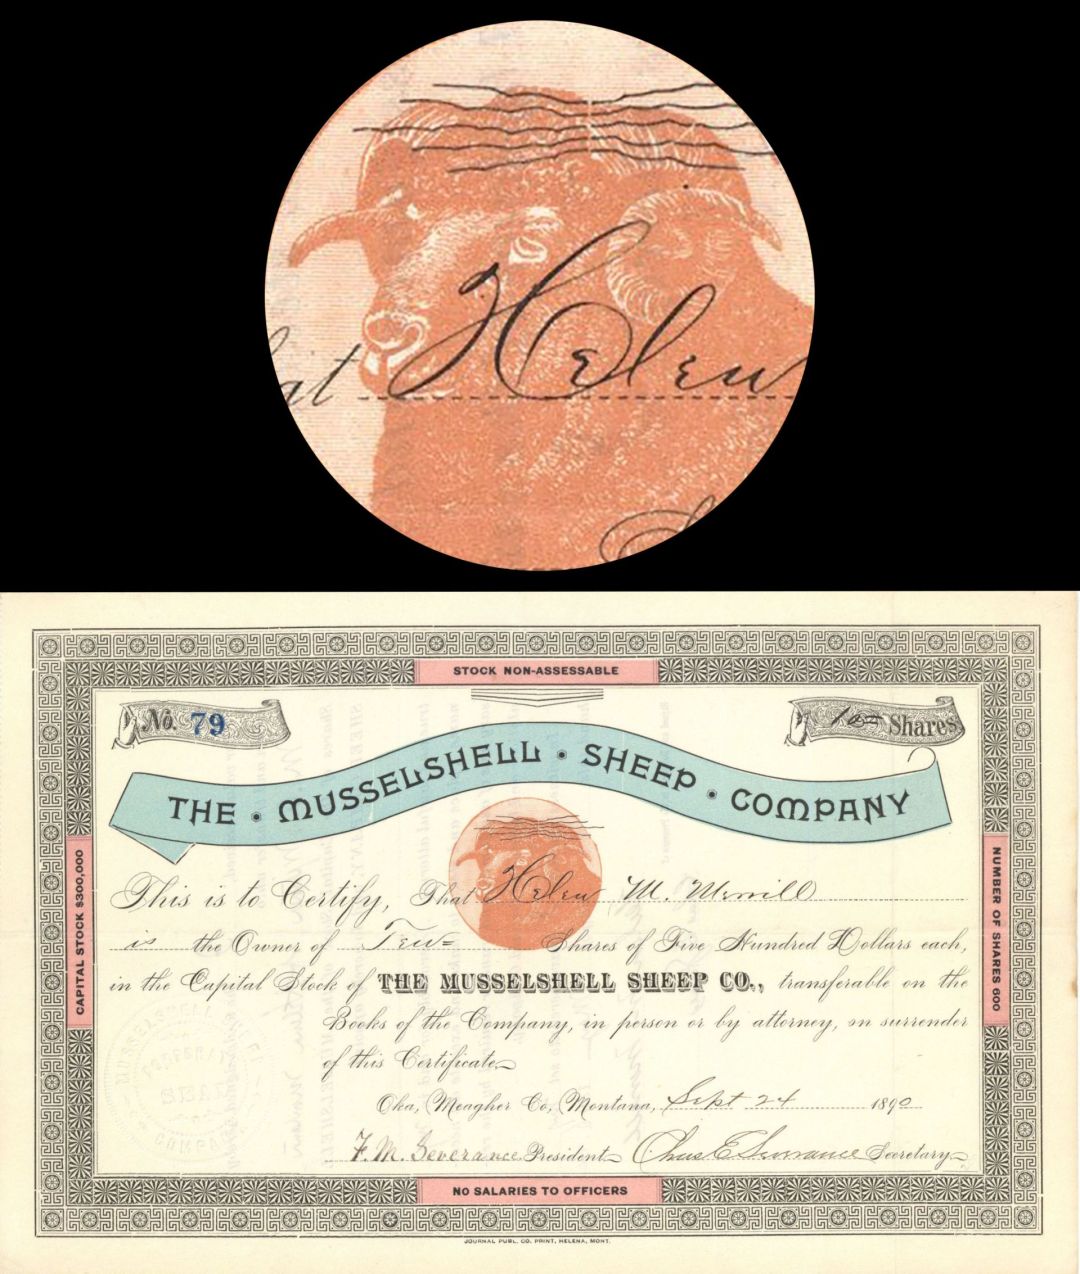 hat Helen
STOCK NON-ASSESSABLE
No. 79
10 Shares
THE • MUSSELSHELL • SHEEP • COMPANY
This is to Certify, That Helen M. Merrill
is the Owner of Ten Shares of Five Hundred Dollars each,
in the Capital Stock of THE MUSSELSHELL SHEEP CO., transferable on the
Books of the Company, in person or by attorney, on surrender
of this Certificate
Oka, Meagher Co, Montana, Sept 24 1890
F. M. Severance President Chas E Severance Secretary
CAPITAL STOCK $300,000
NUMBER OF SHARES 600
NO SALARIES TO OFFICERS
JOURNAL PUBL. CO. PRINT, HELENA, MONT.